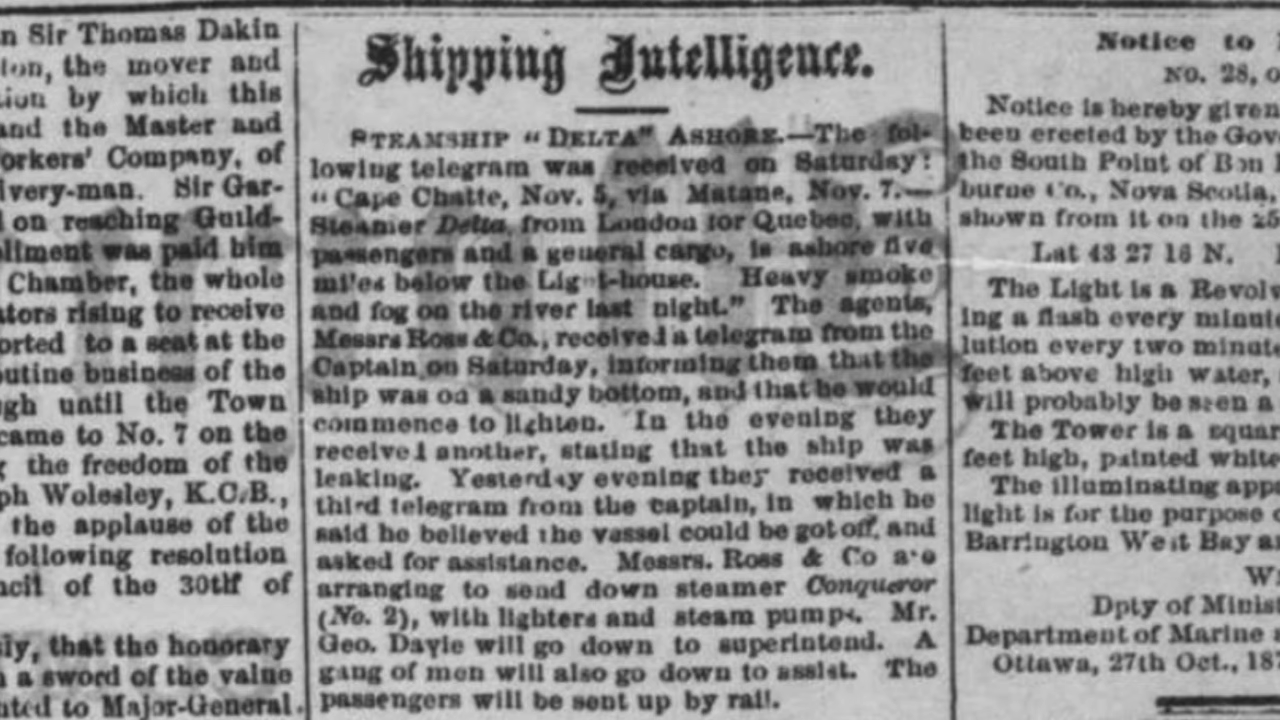 n Sir Thomas Dakin
ion, the mover and
tion by which this
and the Master and
orkers' Company, of
ivery-man. Sir Gar-
l on reaching Guild-
pliment was paid him
Chamber, the whole
ators rising to receive
orted to a seat at the
outine business of the
ugh until the Town
came to No. 7 on the
g the freedom of the
ph Wolesley, K.C.B.,
the applause of the
following resolution
ncil of the 30th of
sly, that the honorary
h a sword of the value
nted to Major-General
Shipping Intelligence.
STEAMSHIP "DELTA" ASHORE.—The fol-
lowing telegram was received on Saturday:
"Cape Chatte, Nov. 5, via Matane, Nov. 7.—
Steamer Delta, from London for Quebec, with
passengers and a general cargo, is ashore five
miles below the Light-house. Heavy smoke
and fog on the river last night." The agents,
Messrs Ross & Co., received a telegram from the
Captain on Saturday, informing them that the
ship was on a sandy bottom, and that he would
commence to lighten. In the evening they
received another, stating that the ship was
leaking. Yesterday evening they received a
third telegram from the captain, in which he
said he believed the vessel could be got off, and
asked for assistance. Messrs. Ross & Co are
arranging to send down steamer Conqueror
(No. 2), with lighters and steam pumps. Mr.
Geo. Davie will go down to superintend. A
gang of men will also go down to assist. The
passengers will be sent up by rail.
Notice to
NO. 28, o
Notice is hereby given
been erected by the Gov
the South Point of Bon
burne Co., Nova Scotia,
shown from it on the 25
Lat 43 27 16 N.
The Light is a Revolv
ing a flash every minut
lution every two minut
feet above high water,
will probably be seen a
The Tower is a squar
feet high, painted white
The illuminating appa
light is for the purpose o
Barrington West Bay a
W
Dpty of Minis
Department of Marine
Ottawa, 27th Oct., 187